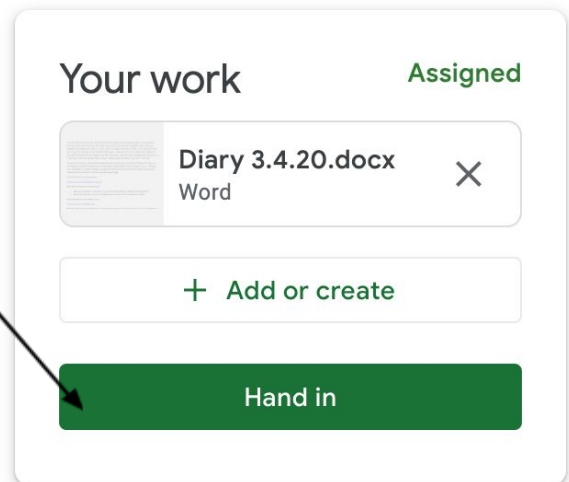 Your work
Assigned
Diary 3.4.20.docx
Word
+ Add or create
Hand in